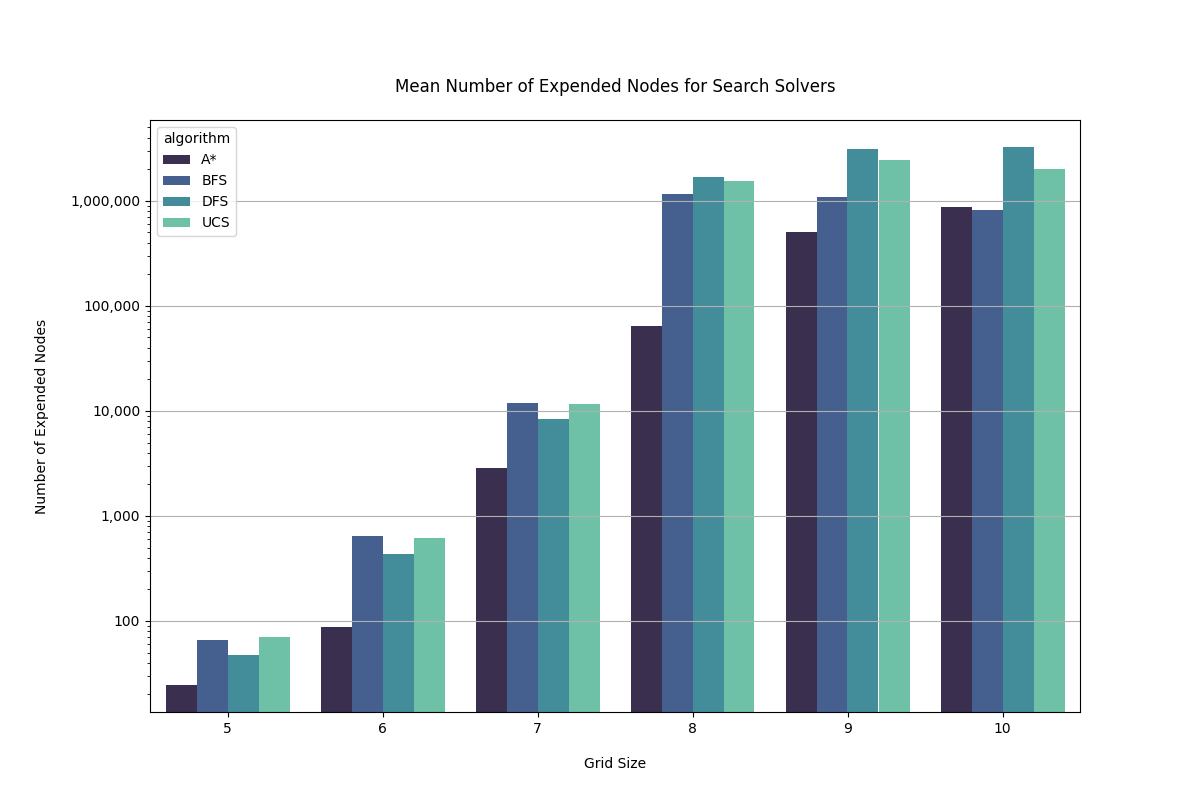 Mean Number of Expended Nodes for Search Solvers
algorithm
A*
BFS
DFS
UCS
1,000,000
100,000
10,000
1,000
100
Number of Expended Nodes
5 6 7 8 9 10
Grid Size